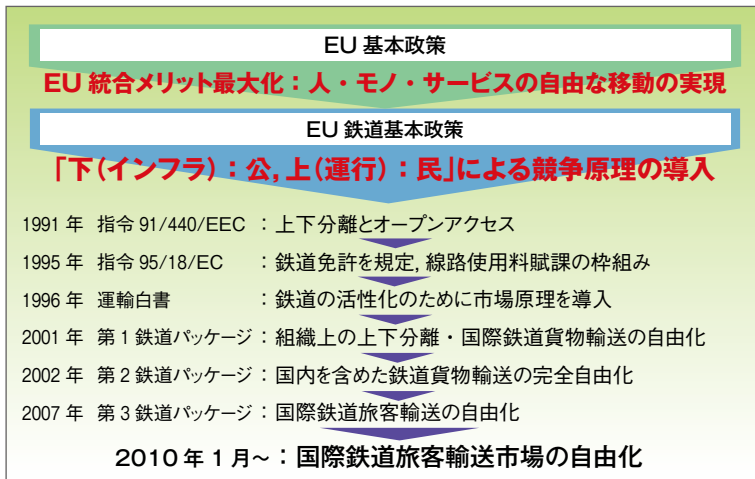 EU 基本政策
EU 統合メリット最大化：人・モノ・サービスの自由な移動の実現
EU 鉄道基本政策
「下（インフラ）：公，上（運行）：民」による競争原理の導入
1991 年 指令 91/440/EEC ：上下分離とオープンアクセス
1995 年 指令 95/18/EC ：鉄道免許を規定，線路使用料賦課の枠組み
1996 年 運輸白書 ：鉄道の活性化のために市場原理を導入
2001 年 第 1 鉄道パッケージ：組織上の上下分離・国際鉄道貨物輸送の自由化
2002 年 第 2 鉄道パッケージ：国内を含めた鉄道貨物輸送の完全自由化
2007 年 第 3 鉄道パッケージ：国際鉄道旅客輸送の自由化
2010 年 1 月〜：国際鉄道旅客輸送市場の自由化